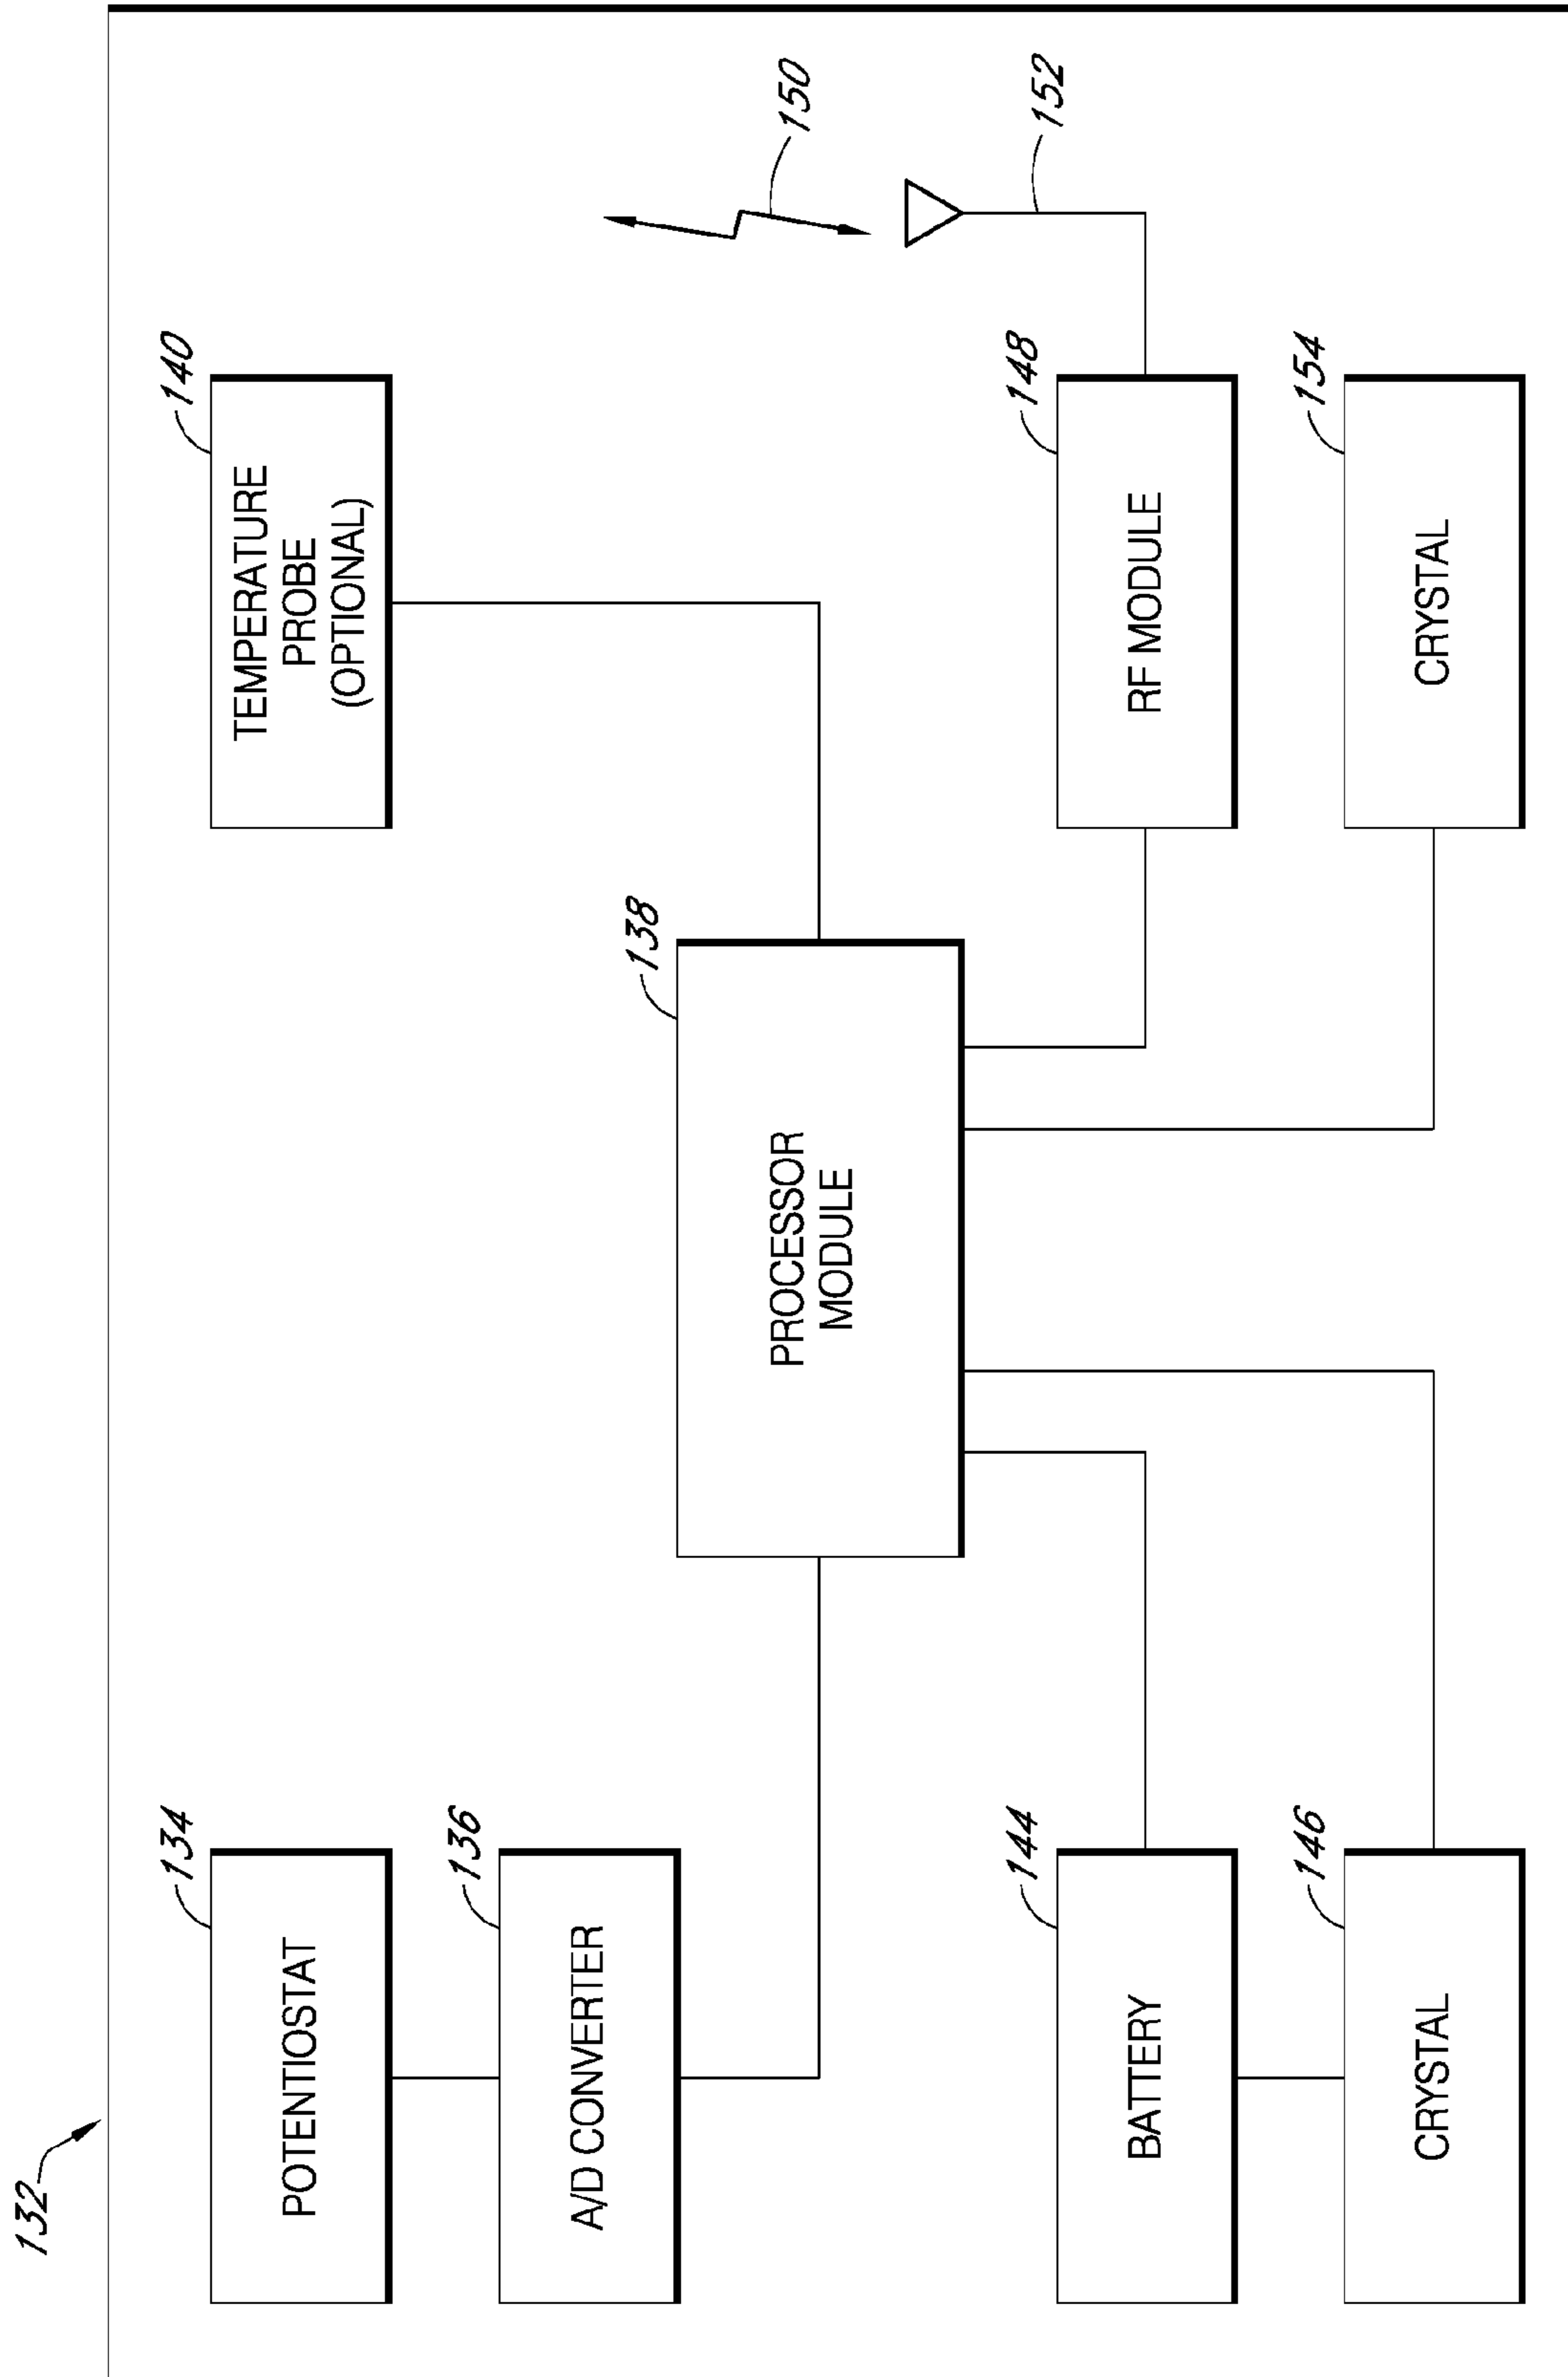 132
134
POTENTIOSTAT
136
A/D CONVERTER
138
PROCESSOR
MODULE
140
TEMPERATURE
PROBE
(OPTIONAL)
150
152
144
BATTERY
148
RF MODULE
146
CRYSTAL
154
CRYSTAL